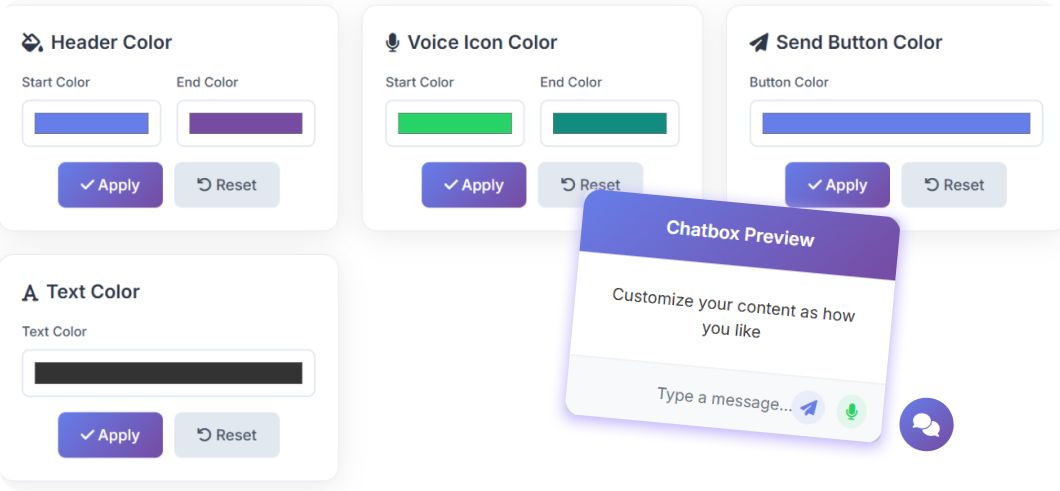 Header Color
Start Color
End Color
Apply
Reset
Voice Icon Color
Start Color
End Color
Apply
Reset
Send Button Color
Button Color
Apply
Reset
Text Color
Text Color
Apply
Reset
Chatbox Preview
Customize your content as how
you like
Type a message...